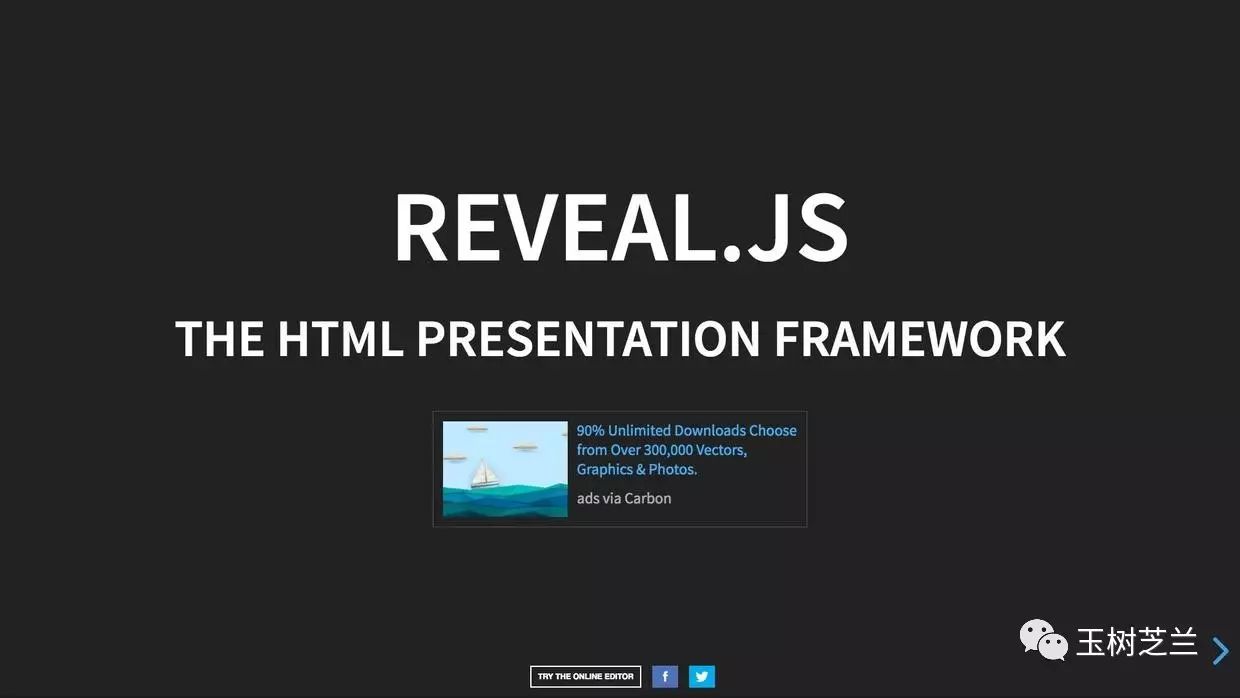 REVEAL.JS
THE HTML PRESENTATION FRAMEWORK
90% Unlimited Downloads Choose
from Over 300,000 Vectors,
Graphics & Photos.
ads via Carbon
玉树芝兰
TRY THE ONLINE EDITOR